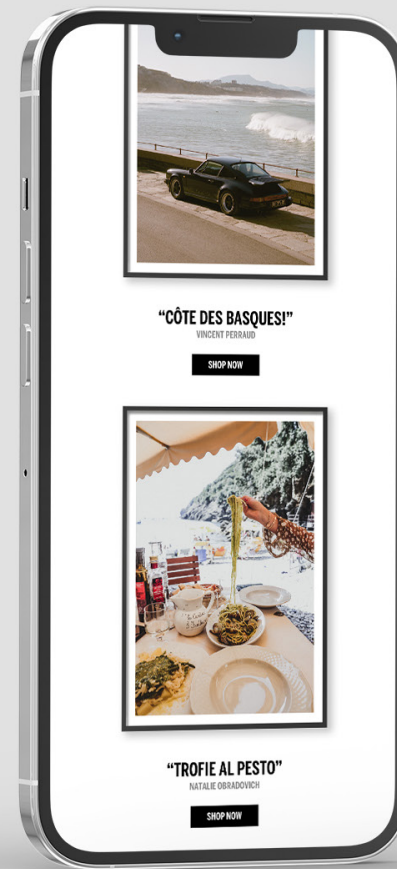 “CÔTE DES BASQUES!”
VINCENT PERRAUD
SHOP NOW
“TROFIE AL PESTO”
NATALIE OBRADOVICH
SHOP NOW